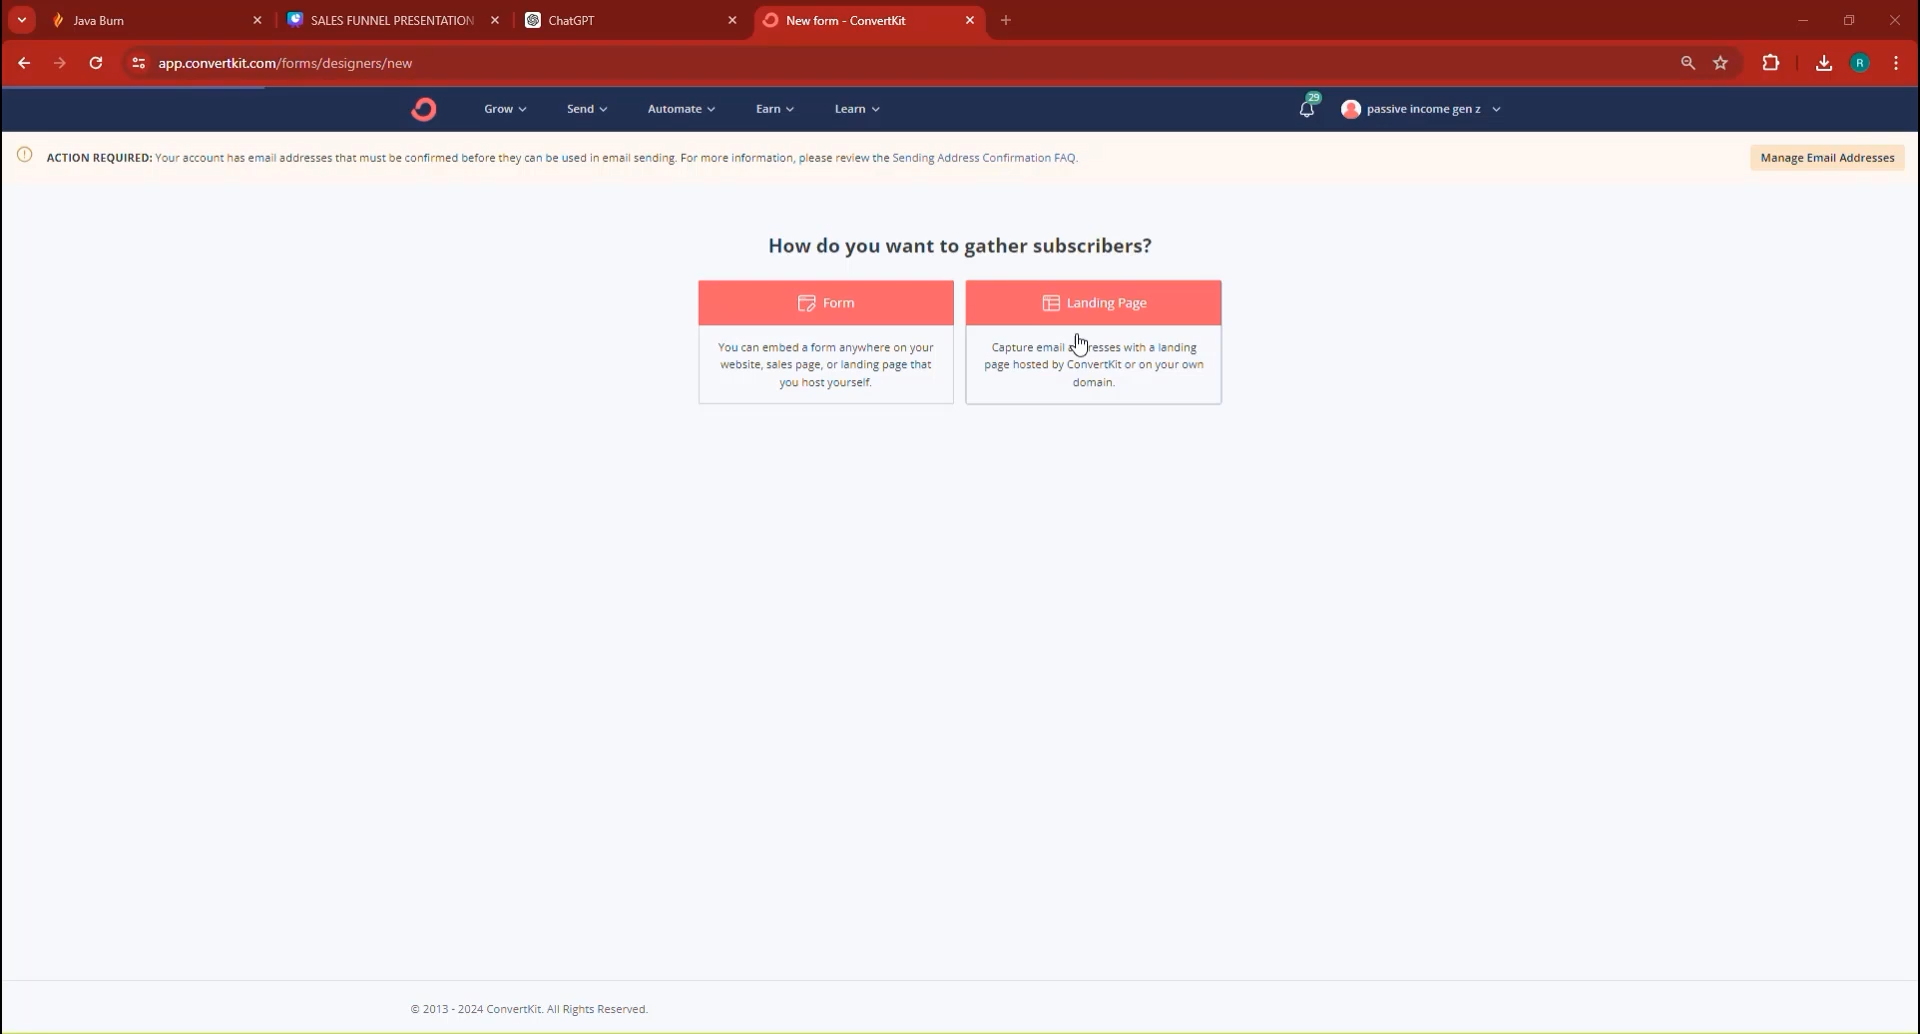 Java Burn
SALES FUNNEL PRESENTATION
ChatGPT
New form - ConvertKit
app.convertkit.com/forms/designers/new
R
Grow
Send
Automate
Earn
Learn
29
passive income gen z
ACTION REQUIRED: Your account has email addresses that must be confirmed before they can be used in email sending. For more information, please review the Sending Address Confirmation FAQ.
Manage Email Addresses
How do you want to gather subscribers?
Form
You can embed a form anywhere on your
website, sales page, or landing page that
you host yourself.
Landing Page
Capture email addresses with a landing
page hosted by ConvertKit or on your own
domain.
© 2013 - 2024 ConvertKit. All Rights Reserved.